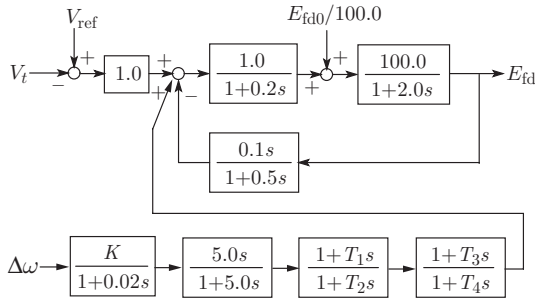 V_ref
E_fd0/100.0
V_t − + 1.0 + + − 1.0/(1+0.2s) + + 100.0/(1+2.0s) E_fd
0.1s/(1+0.5s)
Δω K/(1+0.02s) 5.0s/(1+5.0s) 1+T_1s/(1+T_2s) 1+T_3s/(1+T_4s)